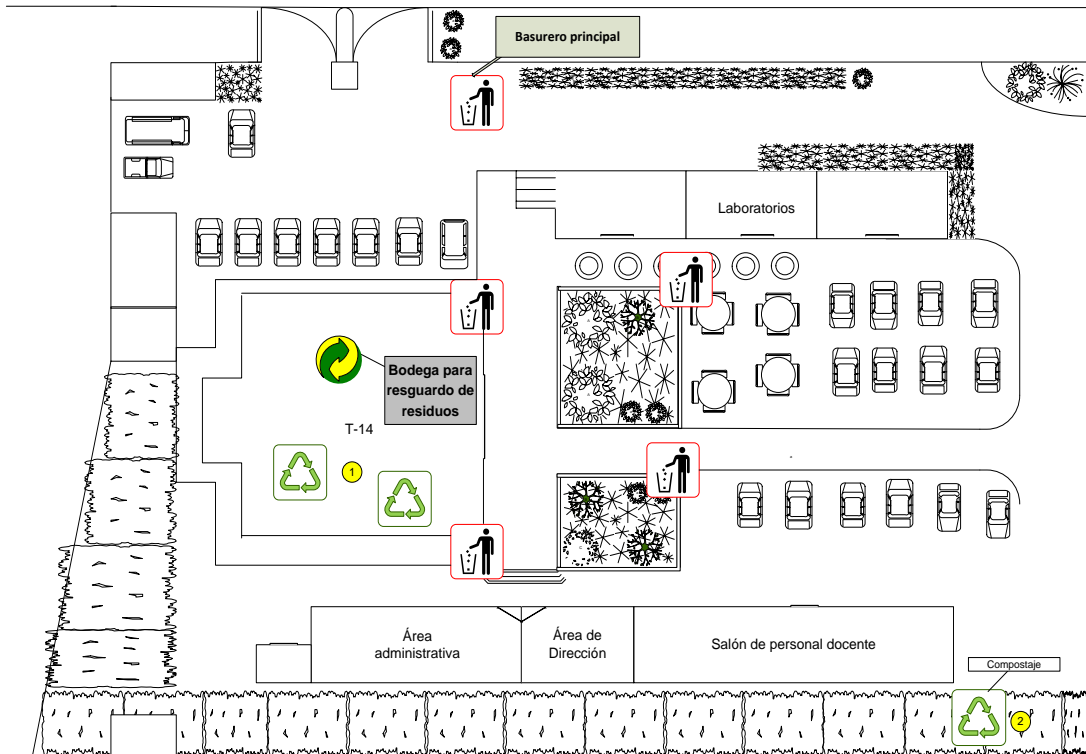 Basurero principal
Laboratorios
Bodega para
resguardo de
residuos
T-14
1
Área
administrativa
Área de
Dirección
Salón de personal docente
Compostaje
2